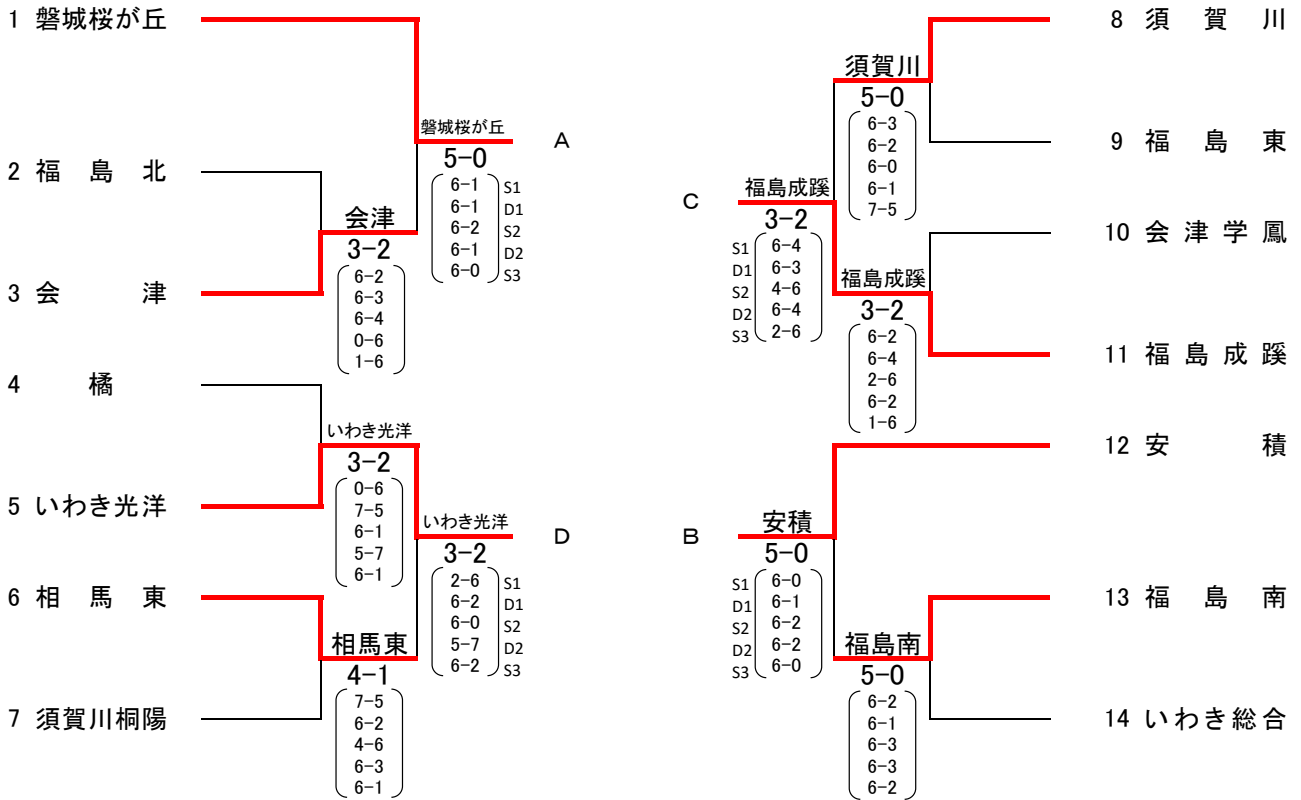 1 磐城桜が丘
2 福島北
3 会津
4 橘
5 いわき光洋
6 相馬東
7 須賀川桐陽
会津
3-2
6-2
6-3
6-4
0-6
1-6
いわき光洋
3-2
0-6
7-5
6-1
5-7
6-1
相馬東
4-1
7-5
6-2
4-6
6-3
6-1
磐城桜が丘
5-0
6-1 S1
6-1 D1
6-2 S2
6-1 D2
6-0 S3
A
いわき光洋
3-2
2-6 S1
6-2 D1
6-0 S2
5-7 D2
6-2 S3
D
C
福島成蹊
3-2
S1 6-4
D1 6-3
S2 4-6
D2 6-4
S3 2-6
B
安積
5-0
S1 6-0
D1 6-1
S2 6-2
D2 6-2
S3 6-0
須賀川
5-0
6-3
6-2
6-0
6-1
7-5
福島成蹊
3-2
6-2
6-4
2-6
6-2
1-6
福島南
5-0
6-2
6-1
6-3
6-3
6-2
8 須賀川
9 福島東
10 会津学鳳
11 福島成蹊
12 安積
13 福島南
14 いわき総合